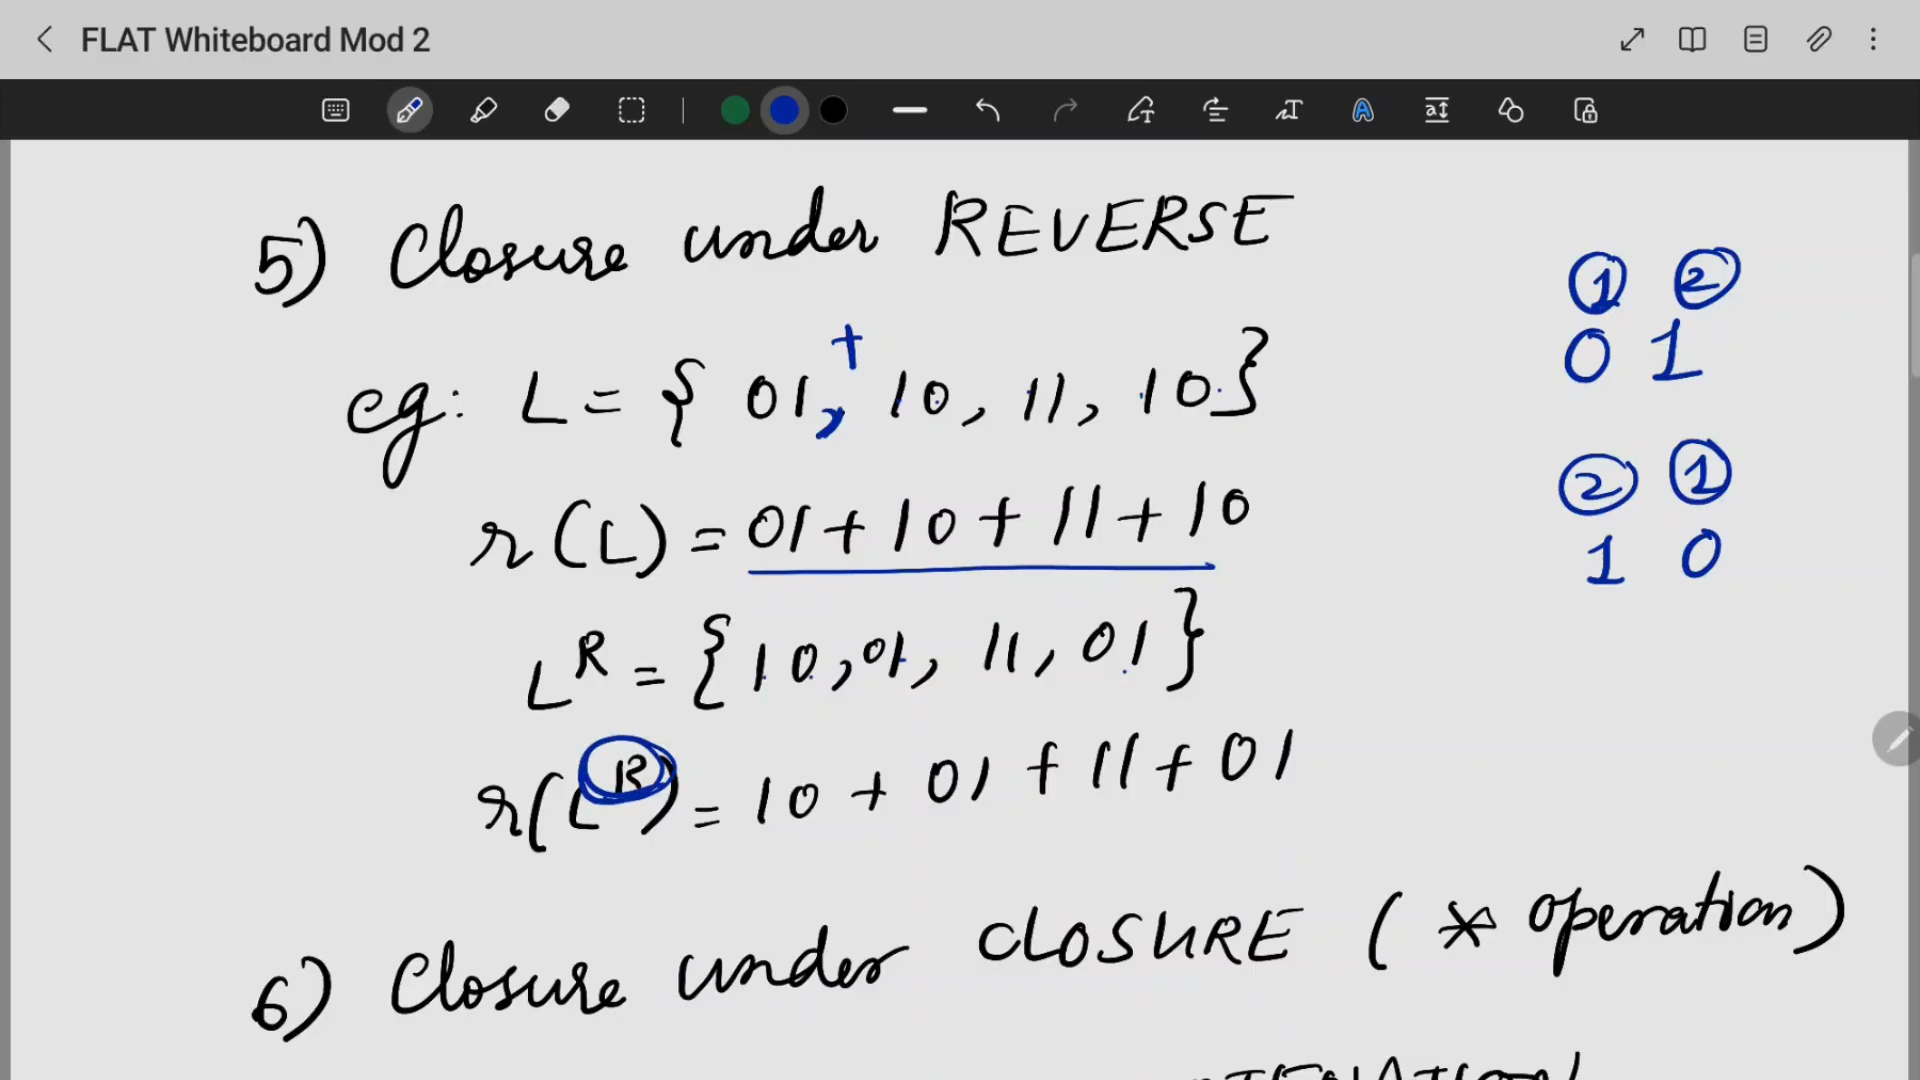 FLAT Whiteboard Mod 2
5) Closure under REVERSE
① ②
0 1
+
eg: L = { 01, 10, 11, 10 }
② ①
1 0
r(L) = 01 + 10 + 11 + 10
L^R = { 10, 01, 11, 01 }
r(L^R) = 10 + 01 + 11 + 01
6) Closure under CLOSURE ( * operation)